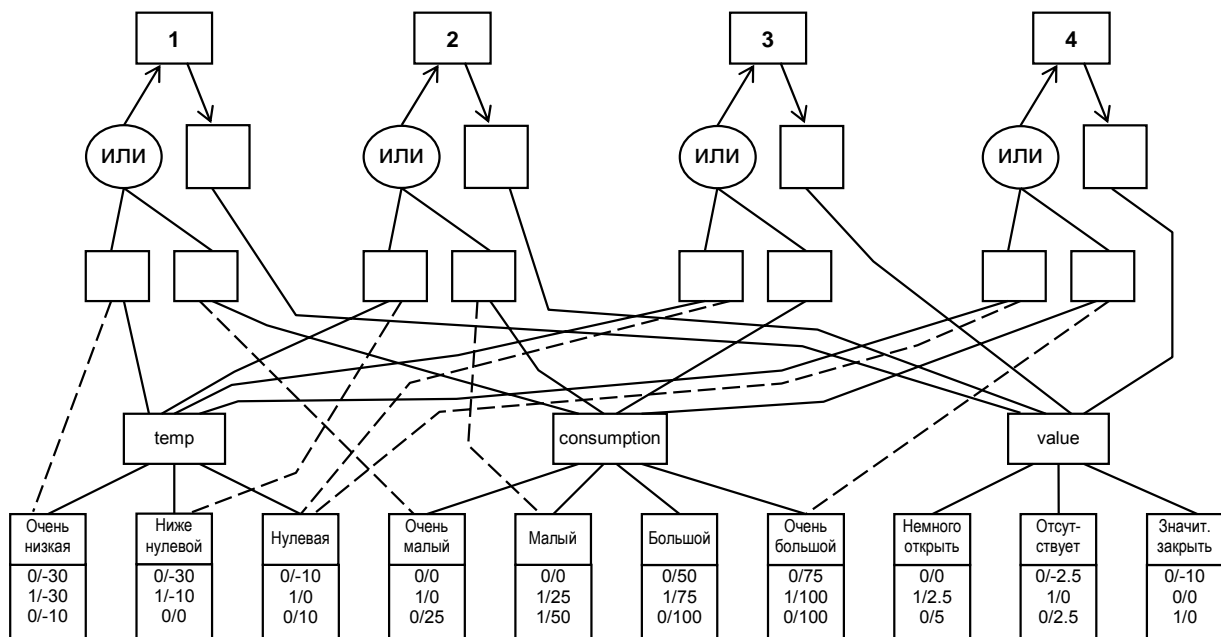 1
2
3
4
ИЛИ
ИЛИ
ИЛИ
ИЛИ
temp
consumption
value
Очень
низкая
0/-30
1/-30
0/-10
Ниже
нулевой
0/-30
1/-10
0/0
Нулевая
0/-10
1/0
0/10
Очень
малый
0/0
1/0
0/25
Малый
0/0
1/25
1/50
Большой
0/50
1/75
0/100
Очень
большой
0/75
1/100
0/100
Немного
открыть
0/0
1/2.5
0/5
Отсут-
ствует
0/-2.5
1/0
0/2.5
Значит.
закрыть
0/-10
0/0
1/0